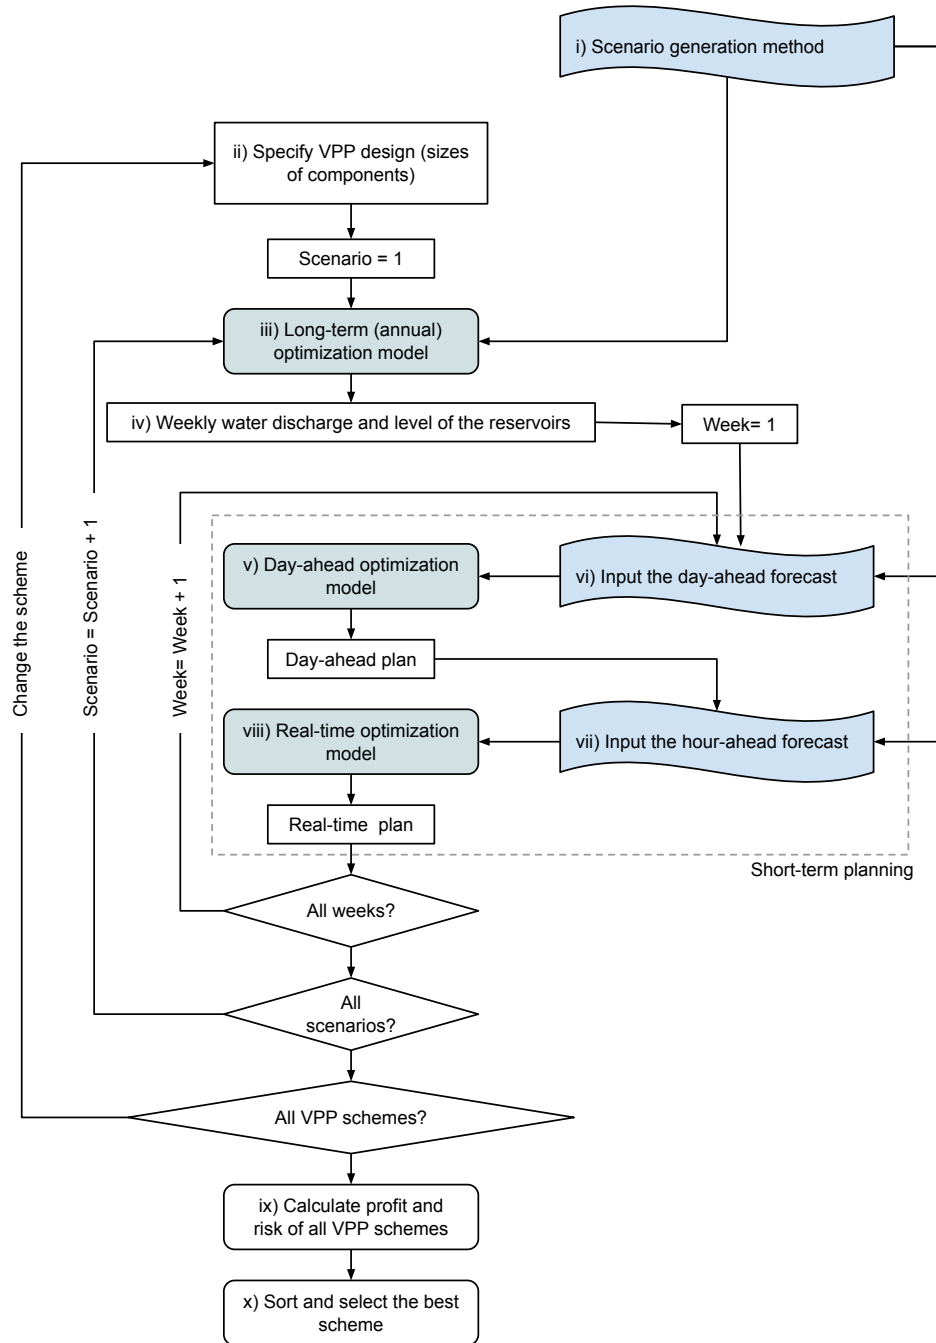 i) Scenario generation method
ii) Specify VPP design (sizes
of components)
Scenario = 1
iii) Long-term (annual)
optimization model
iv) Weekly water discharge and level of the reservoirs
Week= 1
Change the scheme
Scenario = Scenario + 1
Week= Week + 1
v) Day-ahead optimization
model
vi) Input the day-ahead forecast
Day-ahead plan
viii) Real-time optimization
model
vii) Input the hour-ahead forecast
Real-time plan
Short-term planning
All weeks?
All
scenarios?
All VPP schemes?
ix) Calculate profit and
risk of all VPP schemes
x) Sort and select the best
scheme